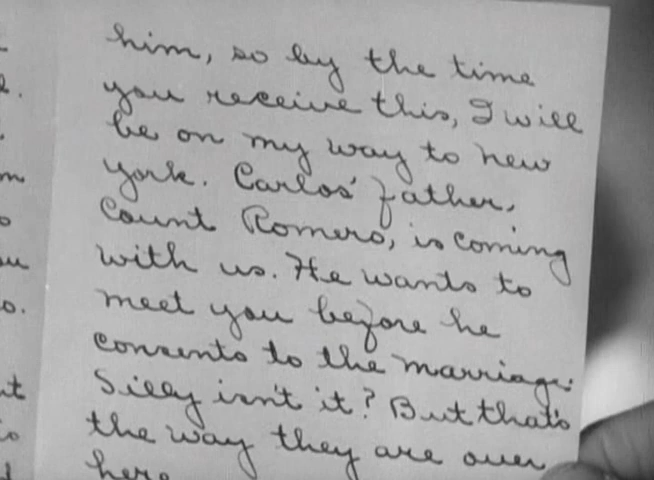 him, so by the time
you receive this, I will
be on my way to new
york. Carlos' father,
Count Romero, is coming
with us. He wants to
meet you before he
consents to the marriage.
Silly isn't it? But that's
the way they are over
here